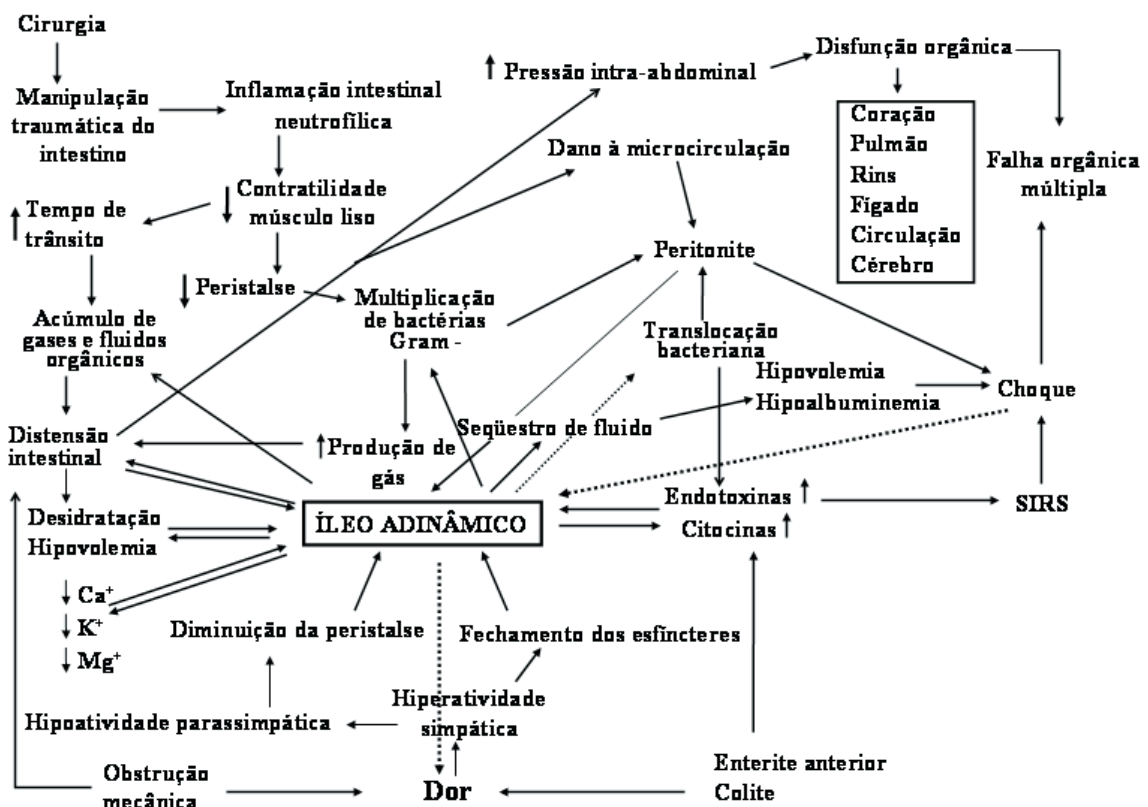 Cirurgia
Manipulação
traumática do
intestino
Inflamação intestinal
neutrofílica
Contratilidade
músculo liso
Tempo de
trânsito
Peristalse
Acúmulo de
gases e fluidos
orgânicos
Distensão
intestinal
Desidratação
Hipovolemia
Ca⁺
K⁺
Mg⁺
Multiplicação
de bactérias
Gram -
Produção de
gás
Pressão intra-abdominal
Disfunção orgânica
Coração
Pulmão
Rins
Fígado
Circulação
Cérebro
Falha orgânica
múltipla
Dano à microcirculação
Peritonite
Translocação
bacteriana
Hipovolemia
Hipoalbuminemia
Choque
Seqüestro de fluido
ÍLEO ADINÂMICO
Endotoxinas
Citocinas
SIRS
Diminuição da peristalse
Fechamento dos esfíncteres
Hipoatividade parassimpática
Hiperatividade
simpática
Obstrução
mecânica
Dor
Enterite anterior
Colite